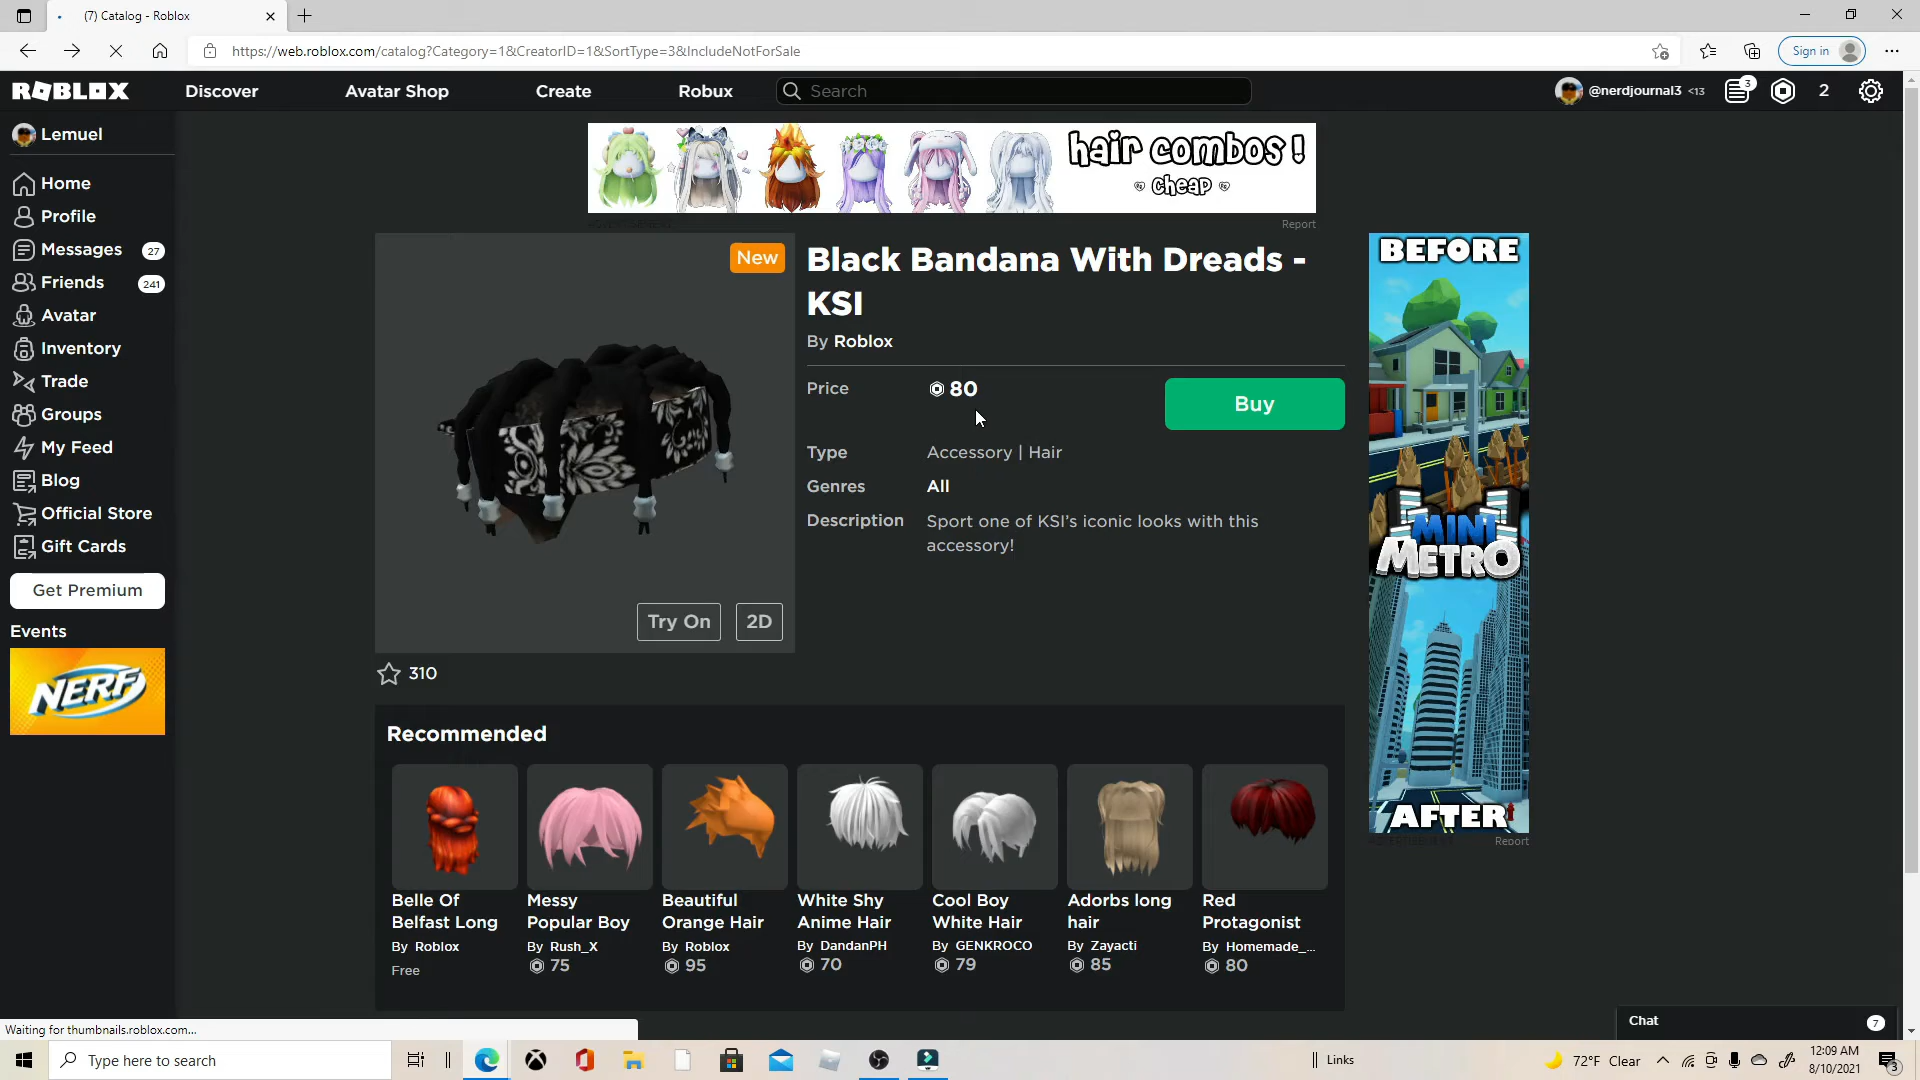 (7) Catalog - Roblox
https://web.roblox.com/catalog?Category=1&CreatorID=1&SortType=3&IncludeNotForSale
Sign in
ROBLOX
Discover
Avatar Shop
Create
Robux
Search
@nerdjournal3 <13
3
2
Lemuel
Home
Profile
Messages 27
Friends 241
Avatar
Inventory
Trade
Groups
My Feed
Blog
Official Store
Gift Cards
Get Premium
Events
NERF
hair combos!
cheap
Report
New
Try On
2D
310
Black Bandana With Dreads -
KSI
By Roblox
Price 80
Buy
Type Accessory | Hair
Genres All
Description Sport one of KSI's iconic looks with this
accessory!
BEFORE
MINI
METRO
AFTER
Report
Recommended
Belle Of
Belfast Long
By Roblox
Free
Messy
Popular Boy
By Rush_X
75
Beautiful
Orange Hair
By Roblox
95
White Shy
Anime Hair
By DandanPH
70
Cool Boy
White Hair
By GENKROCO
79
Adorbs long
hair
By Zayacti
85
Red
Protagonist
By Homemade_...
80
Waiting for thumbnails.roblox.com...
Chat
7
Type here to search
Links
72°F Clear
12:09 AM
8/10/2021
3